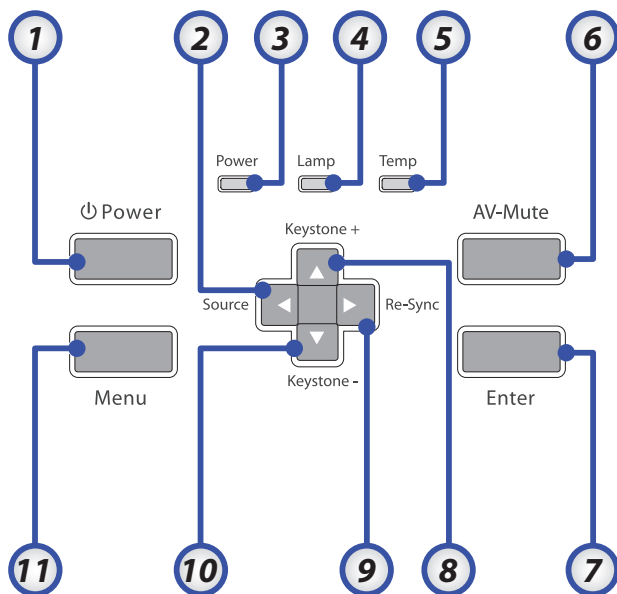 1 2 3 4 5 6
Power Lamp Temp
⏻ Power AV-Mute
Keystone +
Source Re-Sync
Keystone -
Menu Enter
11 10 9 8 7